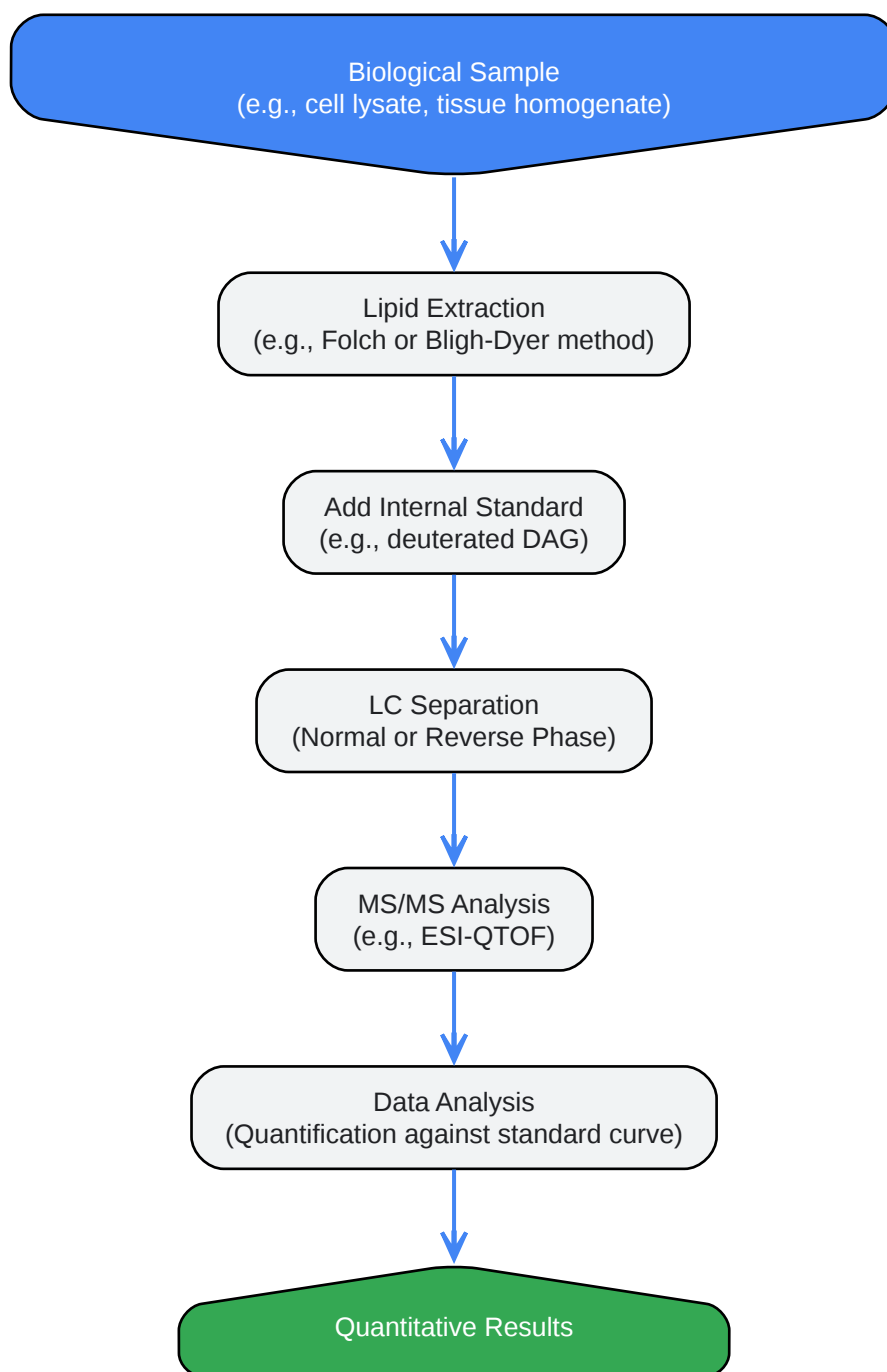 Biological Sample
(e.g., cell lysate, tissue homogenate)
Lipid Extraction
(e.g., Folch or Bligh-Dyer method)
Add Internal Standard
(e.g., deuterated DAG)
LC Separation
(Normal or Reverse Phase)
MS/MS Analysis
(e.g., ESI-QTOF)
Data Analysis
(Quantification against standard curve)
Quantitative Results